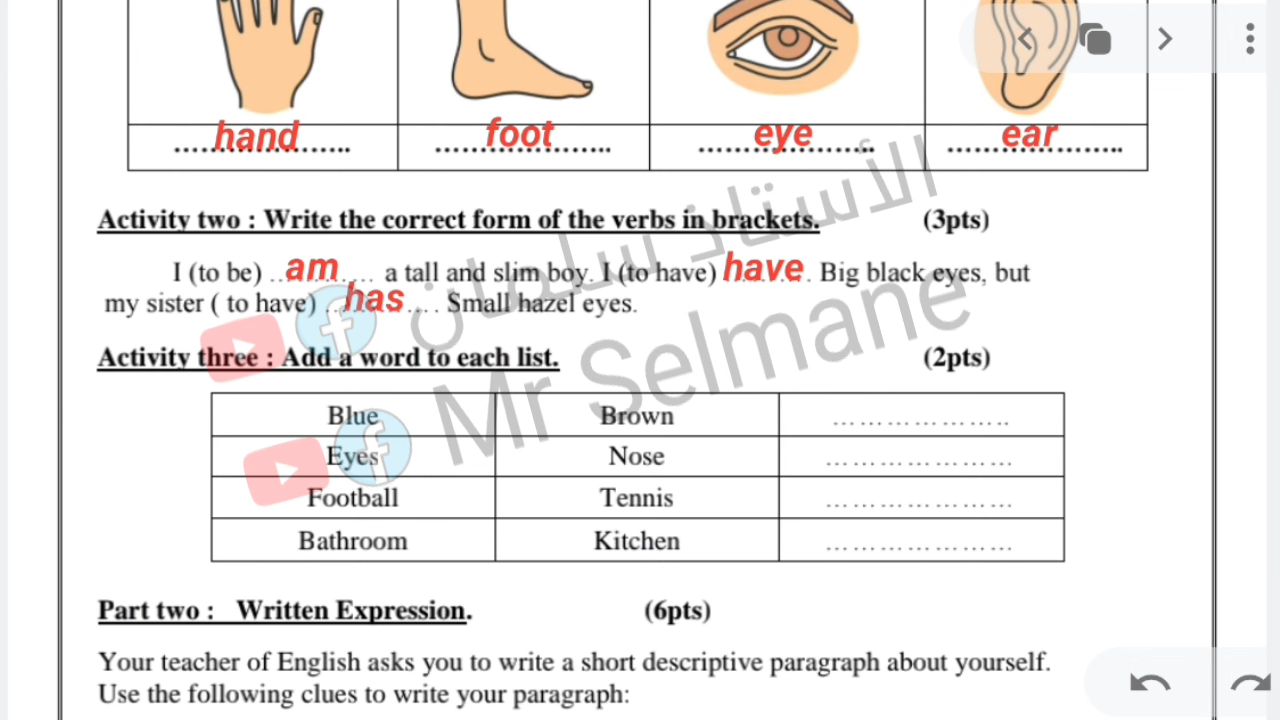 hand foot eye ear
Activity two : Write the correct form of the verbs in brackets. (3pts)
I (to be) ..am.... a tall and slim boy. I (to have) have. Big black eyes, but
my sister ( to have) ..has.... Small hazel eyes.
الأستاذ سلمان
Mr Selmane
Activity three : Add a word to each list. (2pts)
Blue Brown ....................
Eyes Nose .....................
Football Tennis .....................
Bathroom Kitchen .....................
Part two : Written Expression. (6pts)
Your teacher of English asks you to write a short descriptive paragraph about yourself.
Use the following clues to write your paragraph: